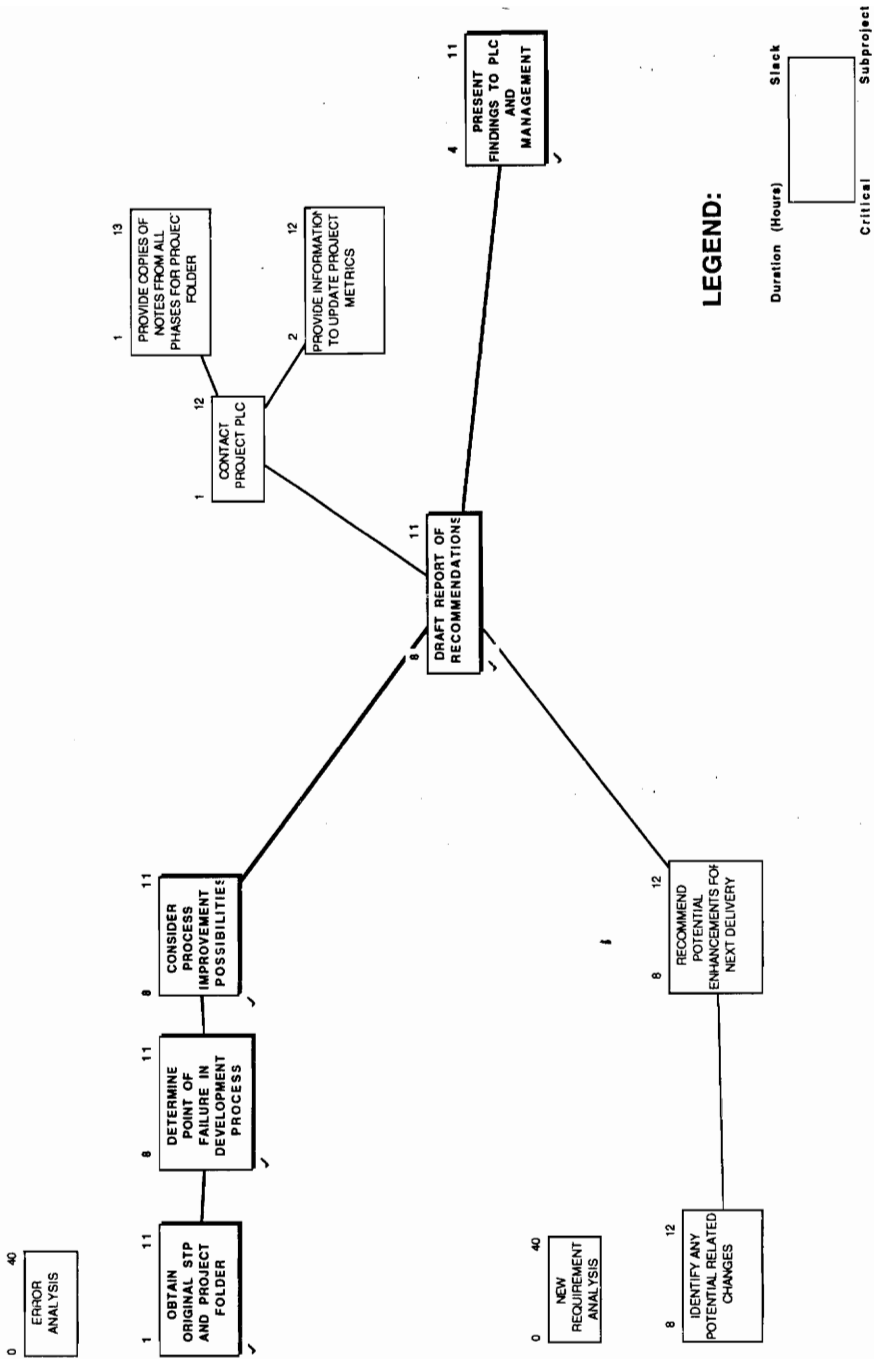 0 40
ERROR
ANALYSIS
1 11
OBTAIN
ORIGINAL STP
AND PROJECT
FOLDER
8 11
DETERMINE
POINT OF
FAILURE IN
DEVELOPMENT
PROCESS
8 11
CONSIDER
PROCESS
IMPROVEMENT
POSSIBILITIES
0 40
NEW
REQUIREMENT
ANALYSIS
8 12
IDENTIFY ANY
POTENTIAL RELATED
CHANGES
8 12
RECOMMEND
POTENTIAL
ENHANCEMENTS FOR
NEXT DELIVERY
8 11
DRAFT REPORT OF
RECOMMENDATIONS
1 12
CONTACT
PROJECT PLC
1 13
PROVIDE COPIES OF
NOTES FROM ALL
PHASES FOR PROJEC
FOLDER
2 12
PROVIDE INFORMATION
TO UPDATE PROJECT
METRICS
4 11
PRESENT
FINDINGS TO PLC
AND
MANAGEMENT
LEGEND:
Duration (Hours) Slack
Critical Subproject